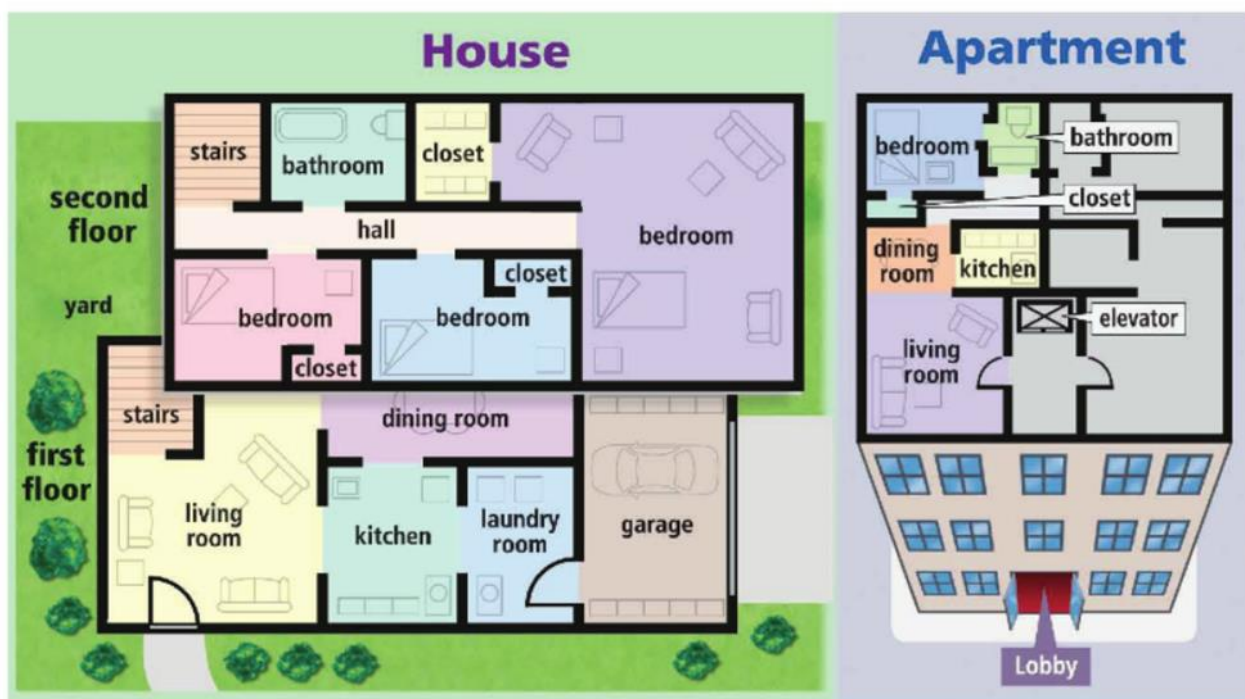 House
stairs
bathroom
closet
second
floor
hall
bedroom
yard
bedroom
closet
bedroom
closet
stairs
dining room
first
floor
living
room
kitchen
laundry
room
garage
Apartment
bedroom
bathroom
closet
dining
room
kitchen
elevator
living
room
Lobby